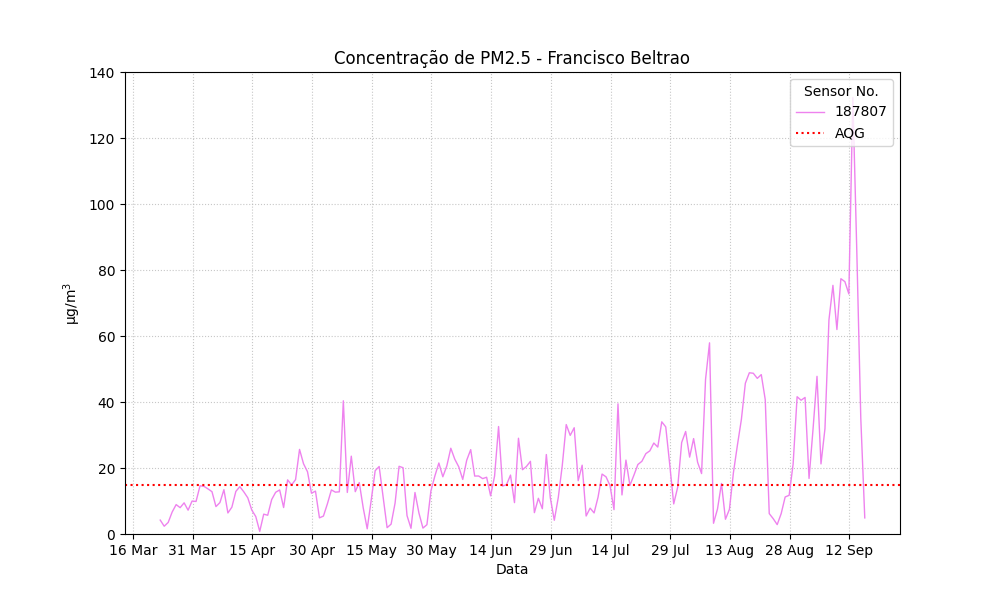 Concentração de PM2.5 - Francisco Beltrao
Sensor No.
187807
AQG
140
120
100
80
60
40
20
0
µg/m³
16 Mar 31 Mar 15 Apr 30 Apr 15 May 30 May 14 Jun 29 Jun 14 Jul 29 Jul 13 Aug 28 Aug 12 Sep
Data